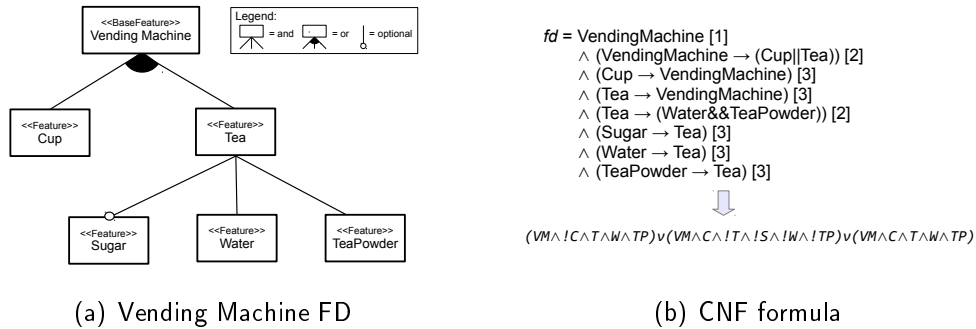 <<BaseFeature>>
Vending Machine
Legend:
= and
= or
= optional
<<Feature>>
Cup
<<Feature>>
Tea
<<Feature>>
Sugar
<<Feature>>
Water
<<Feature>>
TeaPowder
(a) Vending Machine FD
fd = VendingMachine [1]
∧ (VendingMachine → (Cup||Tea)) [2]
∧ (Cup → VendingMachine) [3]
∧ (Tea → VendingMachine) [3]
∧ (Tea → (Water&&TeaPowder)) [2]
∧ (Sugar → Tea) [3]
∧ (Water → Tea) [3]
∧ (TeaPowder → Tea) [3]
(VM∧!C∧T∧W∧TP)v(VM∧C∧!T∧!S∧!W∧!TP)v(VM∧C∧T∧W∧TP)
(b) CNF formula